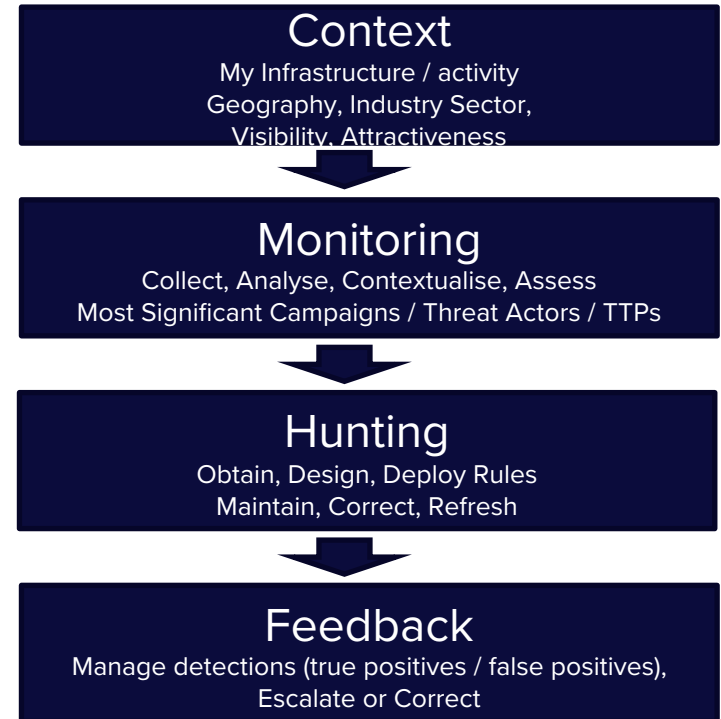 Context
My Infrastructure / activity
Geography, Industry Sector,
Visibility, Attractiveness
Monitoring
Collect, Analyse, Contextualise, Assess
Most Significant Campaigns / Threat Actors / TTPs
Hunting
Obtain, Design, Deploy Rules
Maintain, Correct, Refresh
Feedback
Manage detections (true positives / false positives),
Escalate or Correct